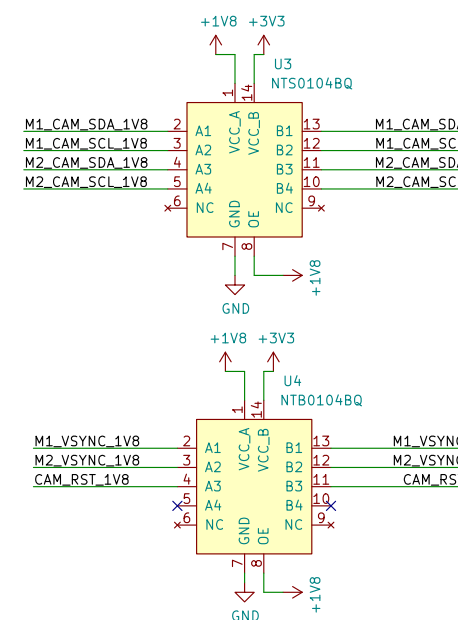 +1V8 +3V3
U3
NTS0104BQ
1 14
VCC_A VCC_B
M1_CAM_SDA_1V8 2 A1 B1 13 M1_CAM_SD
M1_CAM_SCL_1V8 3 A2 B2 12 M1_CAM_SC
M2_CAM_SDA_1V8 4 A3 B3 11 M2_CAM_SD
M2_CAM_SCL_1V8 5 A4 B4 10 M2_CAM_SC
6 NC NC 9
GND OE
7 8
+1V8
GND
+1V8 +3V3
U4
NTB0104BQ
1 14
VCC_A VCC_B
M1_VSYNC_1V8 2 A1 B1 13 M1_VSYN
M2_VSYNC_1V8 3 A2 B2 12 M2_VSYN
CAM_RST_1V8 4 A3 B3 11 CAM_RS
5 A4 B4 10
6 NC NC 9
GND OE
7 8
+1V8
GND